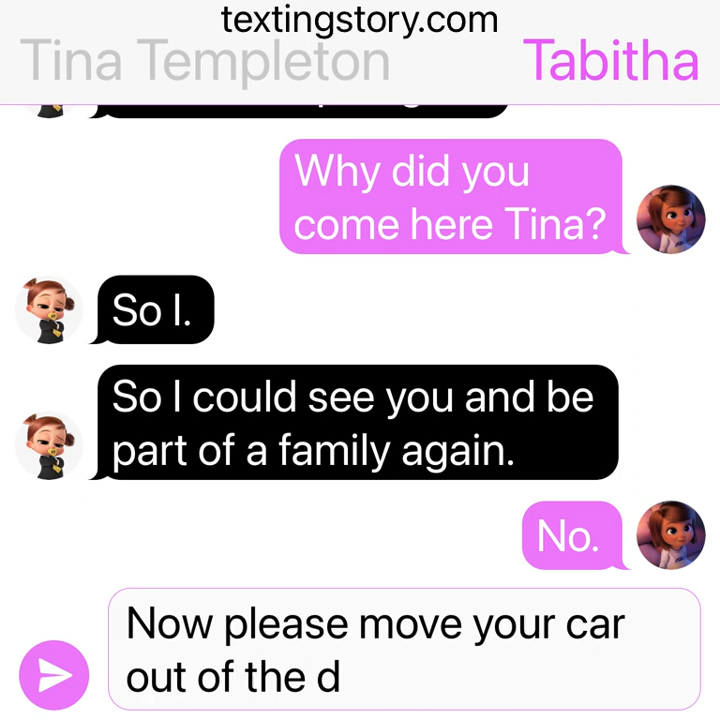 textingstory.com
Tina Templeton
Tabitha
Why did you
come here Tina?
So I.
So I could see you and be
part of a family again.
No.
Now please move your car
out of the d